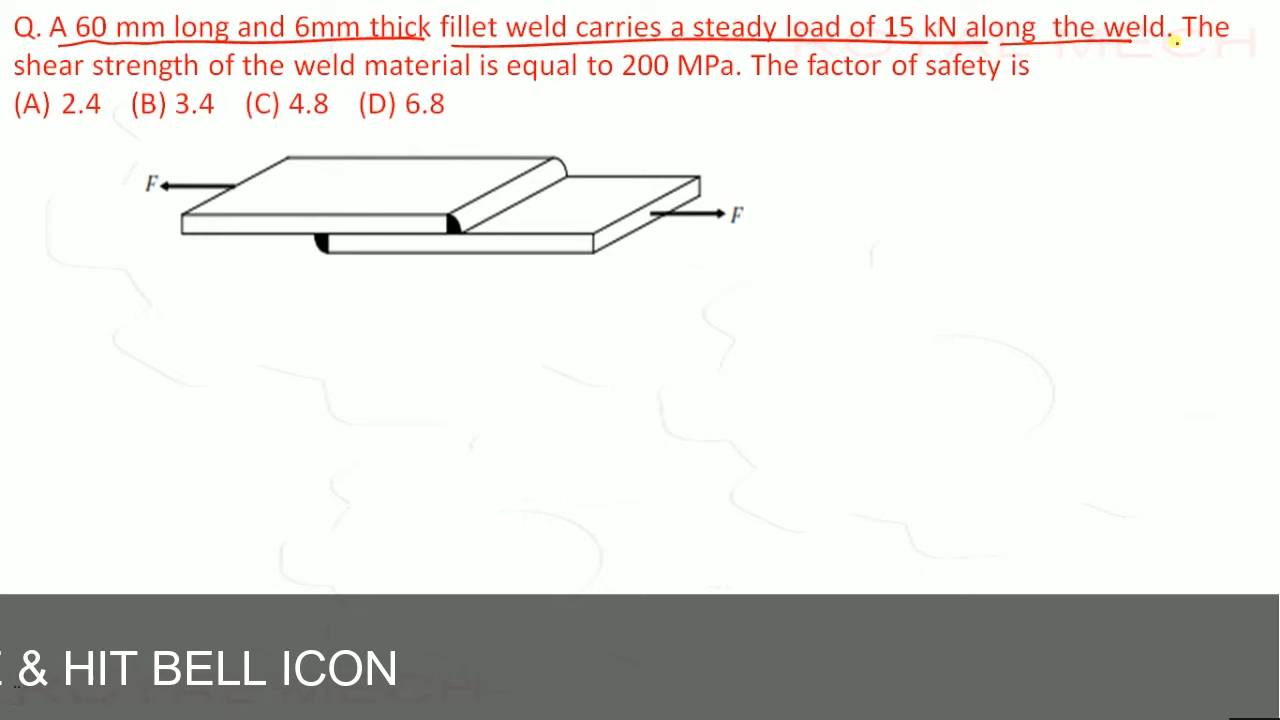 Q. A 60 mm long and 6mm thick fillet weld carries a steady load of 15 kN along the weld. The
shear strength of the weld material is equal to 200 MPa. The factor of safety is
(A) 2.4 (B) 3.4 (C) 4.8 (D) 6.8
F
F
& HIT BELL ICON